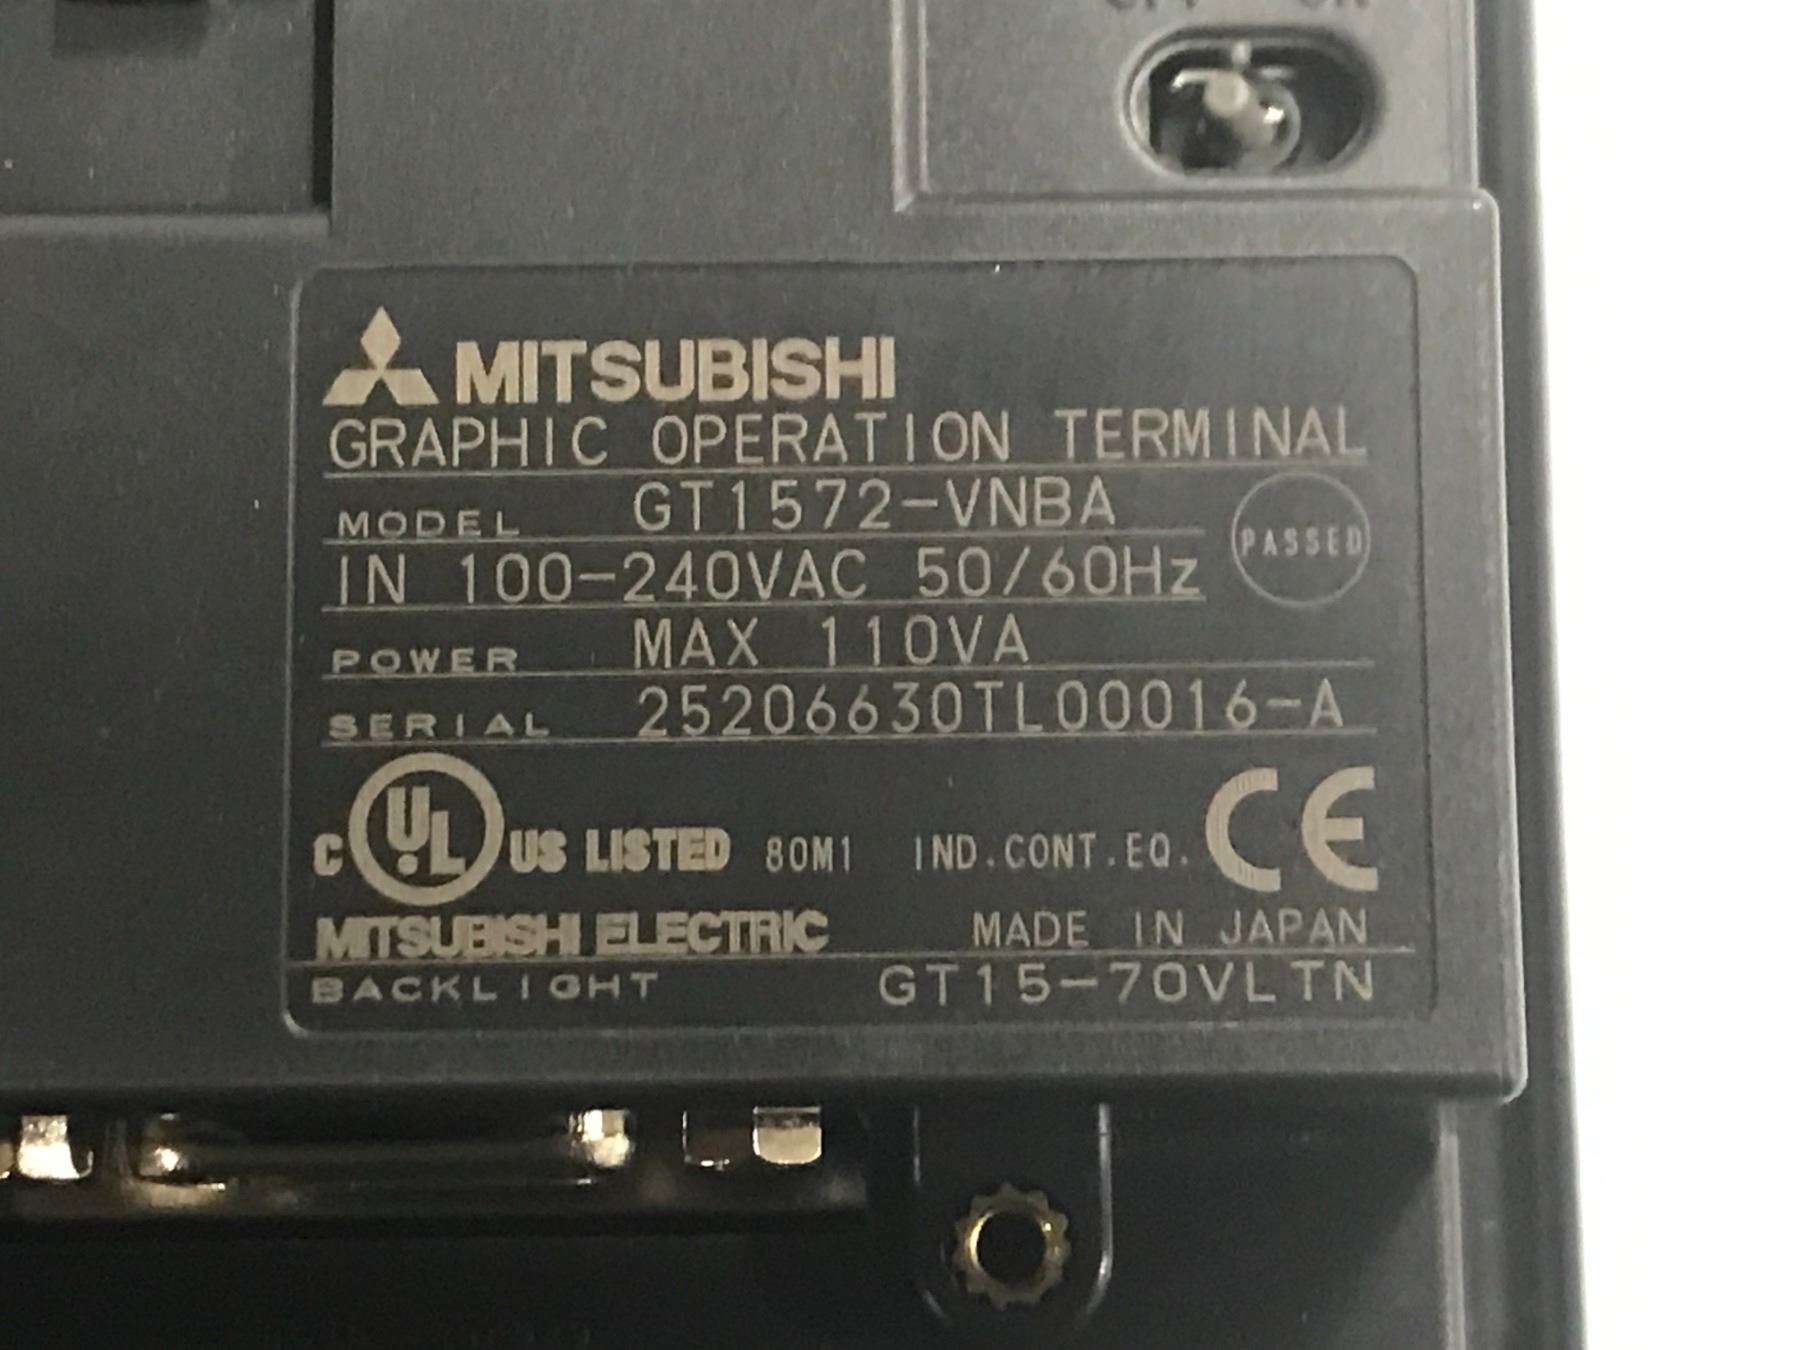 MITSUBISHI
GRAPHIC OPERATION TERMINAL
MODEL GT1572-VNBA
PASSED
IN 100-240VAC 50/60Hz
POWER MAX 110VA
SERIAL 25206630TL00016-A
C UL US LISTED 80M1 IND.CONT.EQ. CE
MITSUBISHI ELECTRIC MADE IN JAPAN
BACKLIGHT GT15-70VLTN